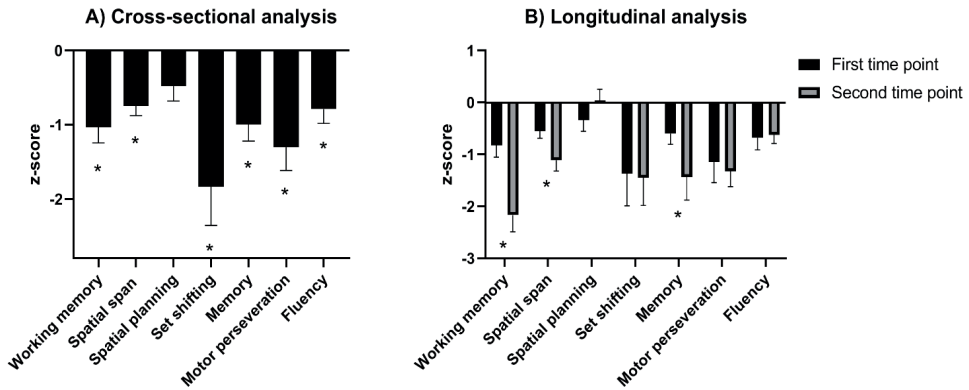 A) Cross-sectional analysis
0
-1
-2
z-score
*
*
*
*
*
*
Working memory
Spatial span
Spatial planning
Set shifting
Memory
Motor perseveration
Fluency
B) Longitudinal analysis
1
0
-1
-2
-3
z-score
*
*
*
Working memory
Spatial span
Spatial planning
Set shifting
Memory
Motor perseveration
Fluency
First time point
Second time point